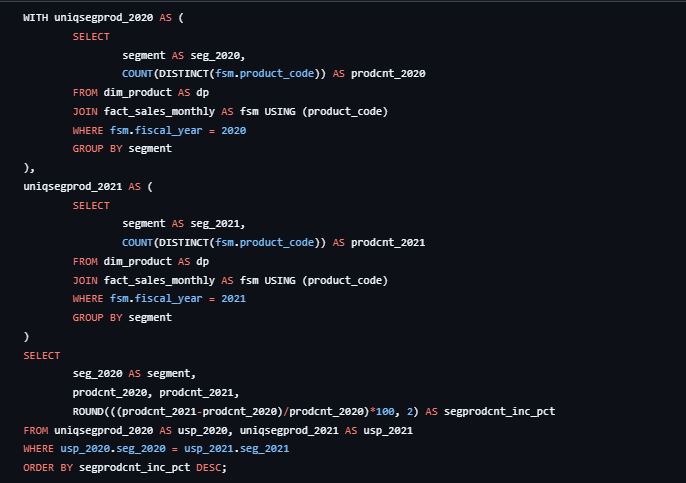 WITH uniqsegprod_2020 AS (
SELECT
segment AS seg_2020,
COUNT(DISTINCT(fsm.product_code)) AS prodcnt_2020
FROM dim_product AS dp
JOIN fact_sales_monthly AS fsm USING (product_code)
WHERE fsm.fiscal_year = 2020
GROUP BY segment
),
uniqsegprod_2021 AS (
SELECT
segment AS seg_2021,
COUNT(DISTINCT(fsm.product_code)) AS prodcnt_2021
FROM dim_product AS dp
JOIN fact_sales_monthly AS fsm USING (product_code)
WHERE fsm.fiscal_year = 2021
GROUP BY segment
)
SELECT
seg_2020 AS segment,
prodcnt_2020, prodcnt_2021,
ROUND(((prodcnt_2021-prodcnt_2020)/prodcnt_2020)*100, 2) AS segprodcnt_inc_pct
FROM uniqsegprod_2020 AS usp_2020, uniqsegprod_2021 AS usp_2021
WHERE usp_2020.seg_2020 = usp_2021.seg_2021
ORDER BY segprodcnt_inc_pct DESC;